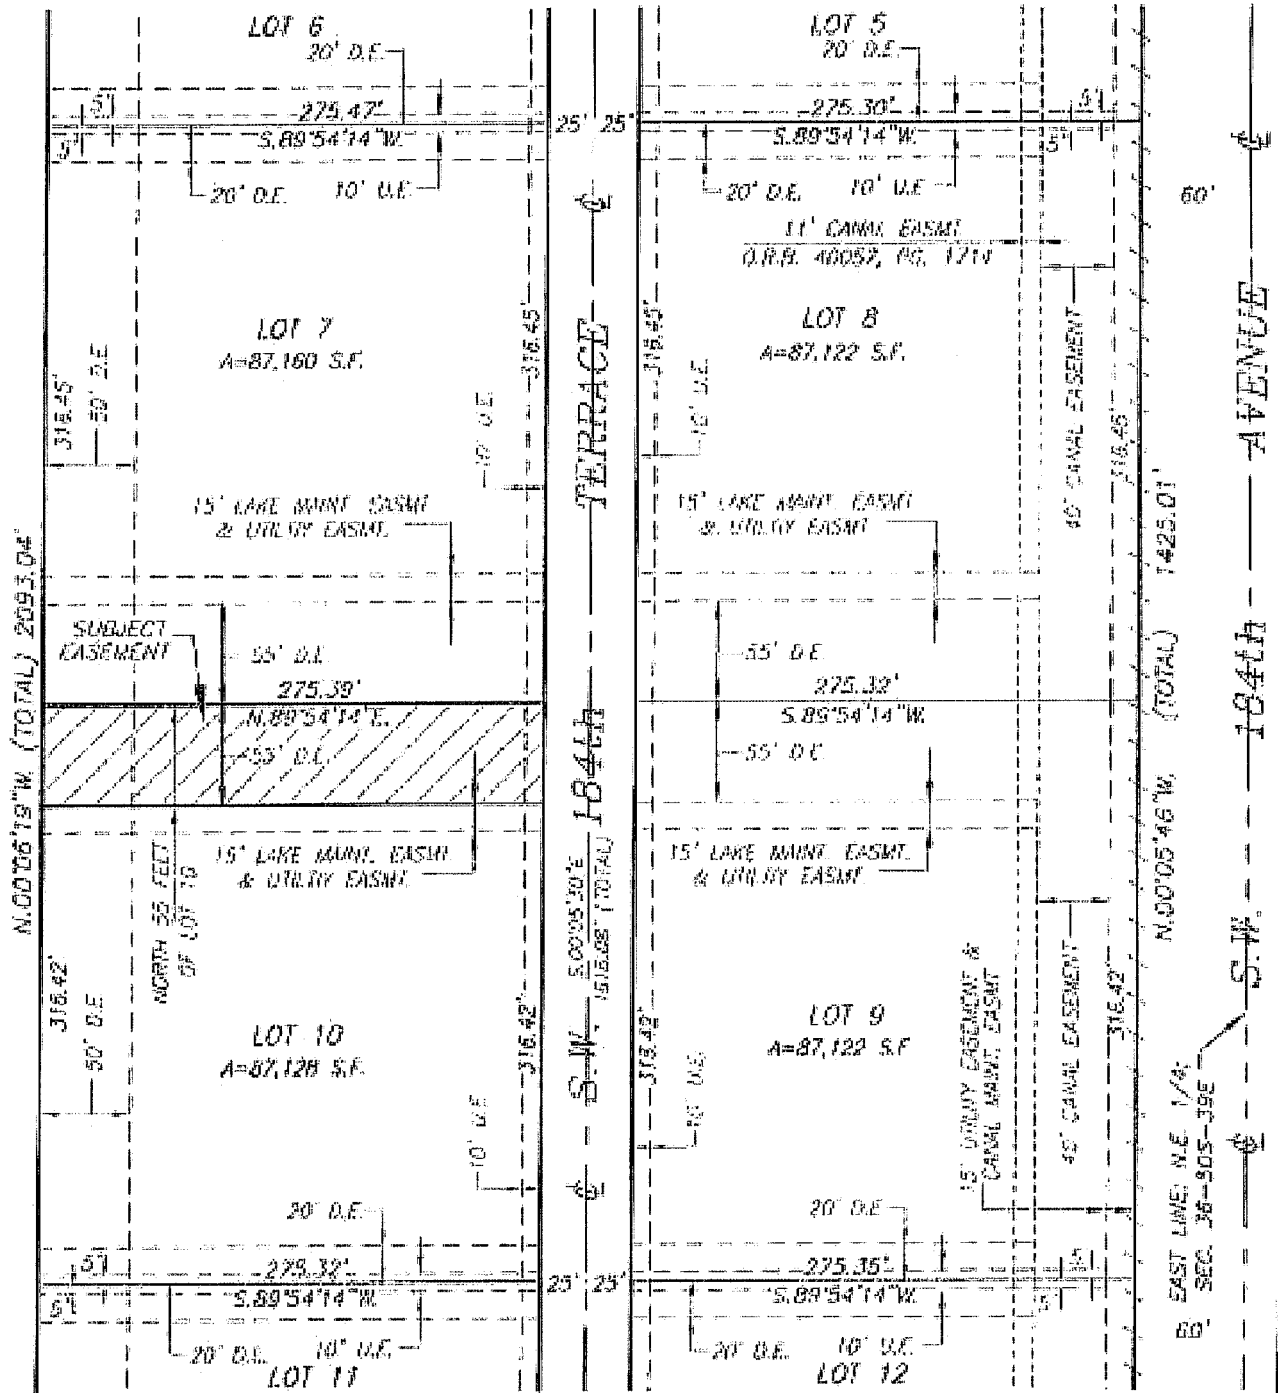 LOT 6
20' D.E.
LOT 5
20' D.E.
5'
275.47'
25'
25'
275.30'
5'
5'
S.89°54'14"W.
S.89°54'14"W.
5'
20' D.E.
10' U.E.
20' D.E.
10' U.E.
60'
11' CANAL EASMT.
O.R.B. 40057, PG. 1714
LOT 7
A=87,160 S.F.
LOT 8
A=87,122 S.F.
316.45'
50' D.E.
316.45'
10' U.E.
TERRACE
316.45'
10' U.E.
40' CANAL EASEMENT
AVENUE
15' LAKE MAINT. EASMT
& UTILITY EASMT.
15' LAKE MAINT. EASMT
& UTILITY EASMT
N.00°06'19"W. (TOTAL) 2093.04'
SUBJECT
EASEMENT
55' D.E.
275.39'
N.89°54'14"E.
55' D.E.
55' D.E.
275.32'
S.89°54'14"W.
55' D.E.
N.00°05'46"W. (TOTAL) 1425.01'
184th
S.W. 184th
15' LAKE MAINT. EASMT.
& UTILITY EASMT.
15' LAKE MAINT. EASMT.
& UTILITY EASMT.
NORTH 55 FEET
OF LOT 10
(TOTAL)
S.W.
316.42'
50' D.E.
LOT 10
A=87,128 S.F.
316.42'
10' U.E.
316.42'
10' U.E.
LOT 9
A=87,122 S.F.
15' UTILITY EASEMENT &
CANAL MAINT. EASMT
40' CANAL EASEMENT
316.42'
EAST LINE, N.E. 1/4,
SEC. 36-50S-39E
20' D.E.
20' D.E.
5'
275.32'
25'
25'
275.35'
5'
5'
S.89°54'14"W.
S.89°54'14"W.
5'
20' D.E.
10' U.E.
20' D.E.
10' U.E.
60'
LOT 11
LOT 12